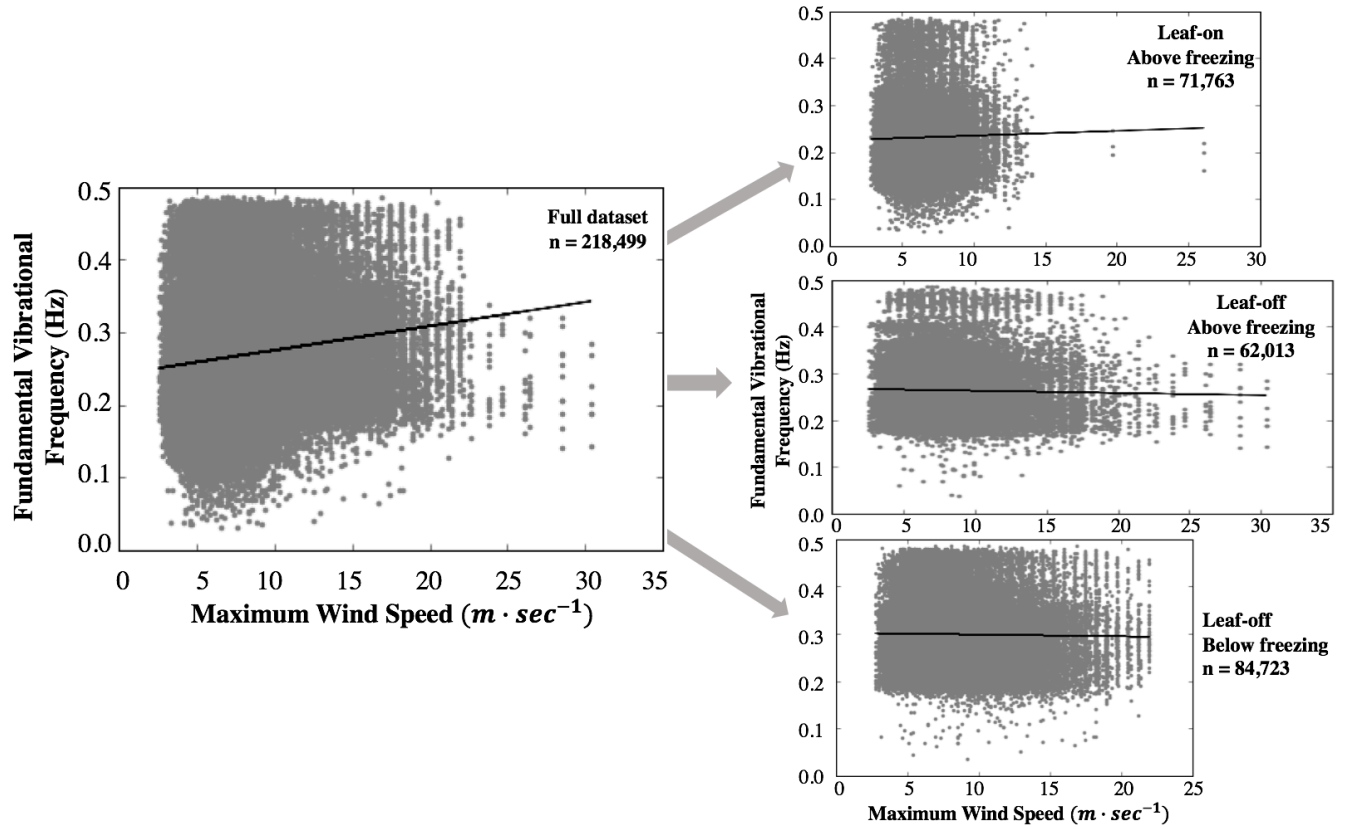 0.5
0.4
0.3
0.2
0.1
0.0
0 5 10 15 20 25 30 35
Fundamental Vibrational
Frequency (Hz)
Maximum Wind Speed (m · sec⁻¹)
Full dataset
n = 218,499
0.5
0.4
0.3
0.2
0.1
0.0
0 5 10 15 20 25 30
Leaf-on
Above freezing
n = 71,763
0.5
0.4
0.3
0.2
0.1
0.0
0 5 10 15 20 25 30 35
Fundamental Vibrational
Frequency (Hz)
Leaf-off
Above freezing
n = 62,013
0.5
0.4
0.3
0.2
0.1
0.0
0 5 10 15 20 25
Leaf-off
Below freezing
n = 84,723
Maximum Wind Speed (m · sec⁻¹)